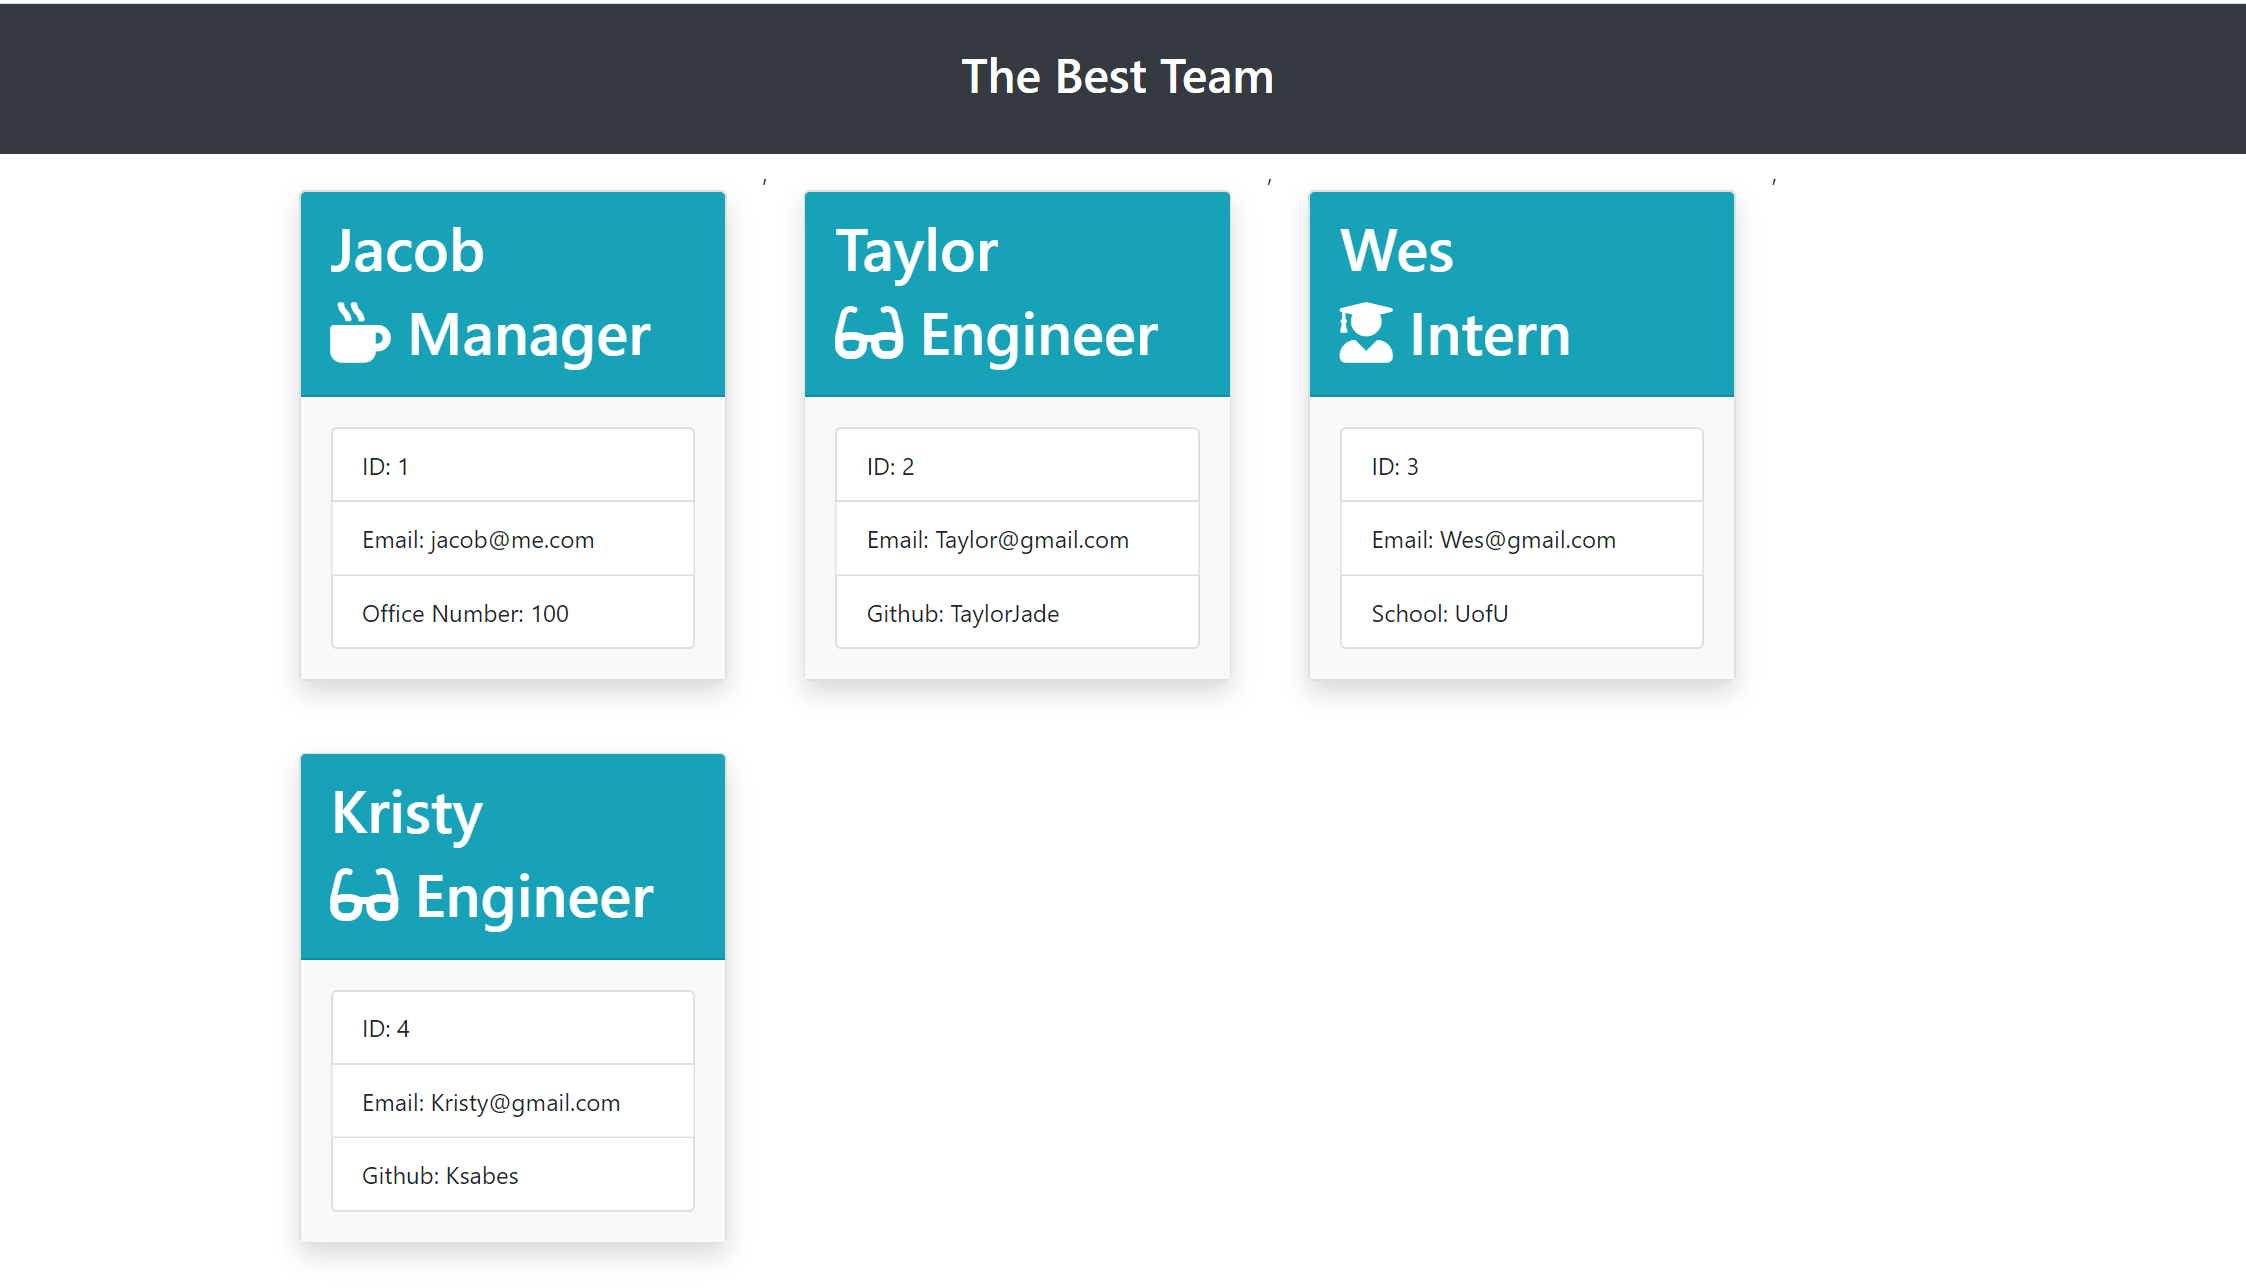 The Best Team
, , ,
Jacob
Manager
ID: 1
Email: jacob@me.com
Office Number: 100
Taylor
Engineer
ID: 2
Email: Taylor@gmail.com
Github: TaylorJade
Wes
Intern
ID: 3
Email: Wes@gmail.com
School: UofU
Kristy
Engineer
ID: 4
Email: Kristy@gmail.com
Github: Ksabes